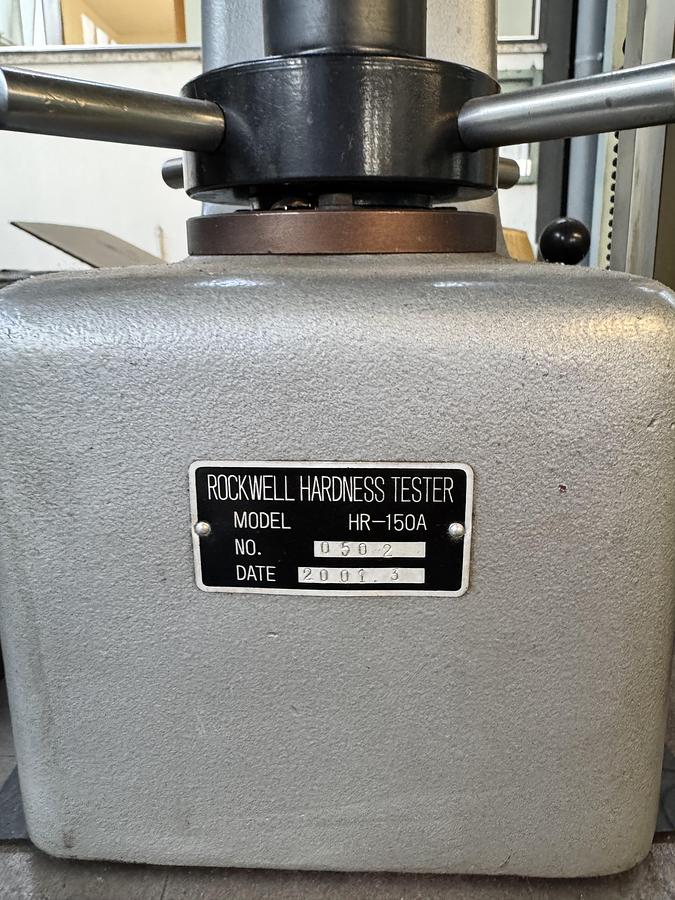 ROCKWELL HARDNESS TESTER
MODEL HR-150A
NO. 0502
DATE 2001.3